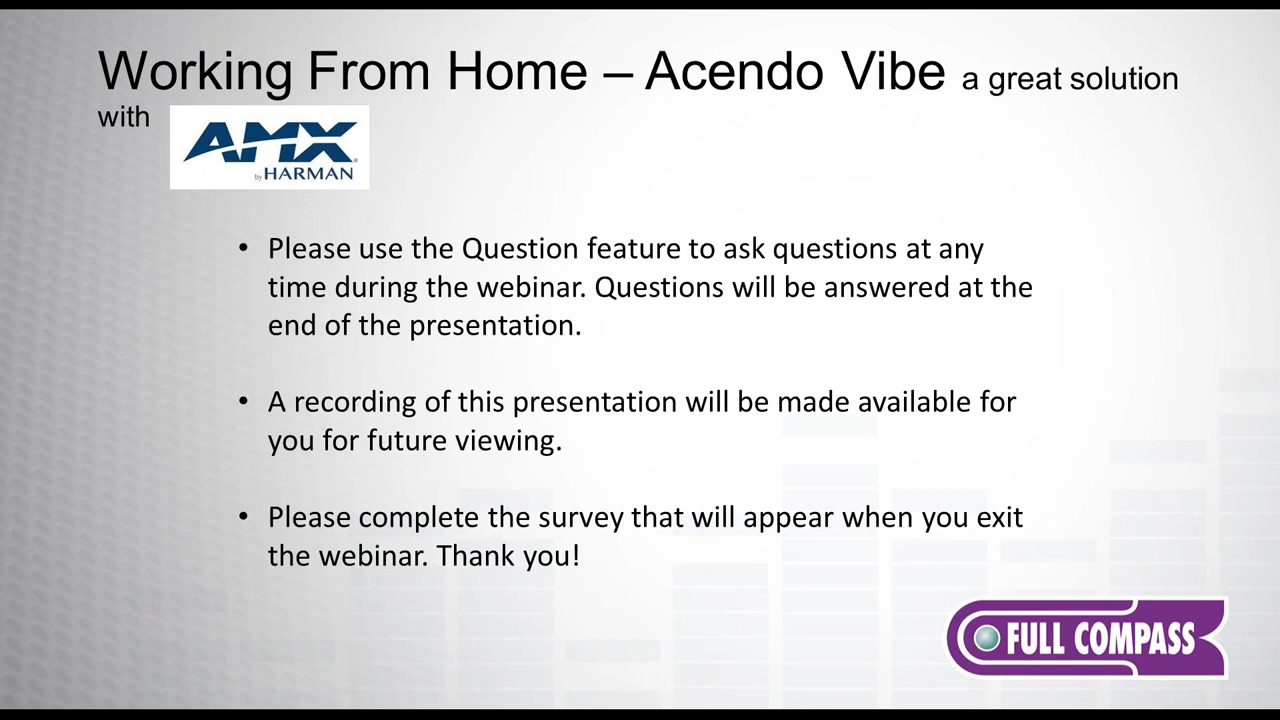 Working From Home – Acendo Vibe a great solution
with
AMX
by HARMAN
• Please use the Question feature to ask questions at any
time during the webinar. Questions will be answered at the
end of the presentation.
• A recording of this presentation will be made available for
you for future viewing.
• Please complete the survey that will appear when you exit
the webinar. Thank you!
FULL COMPASS